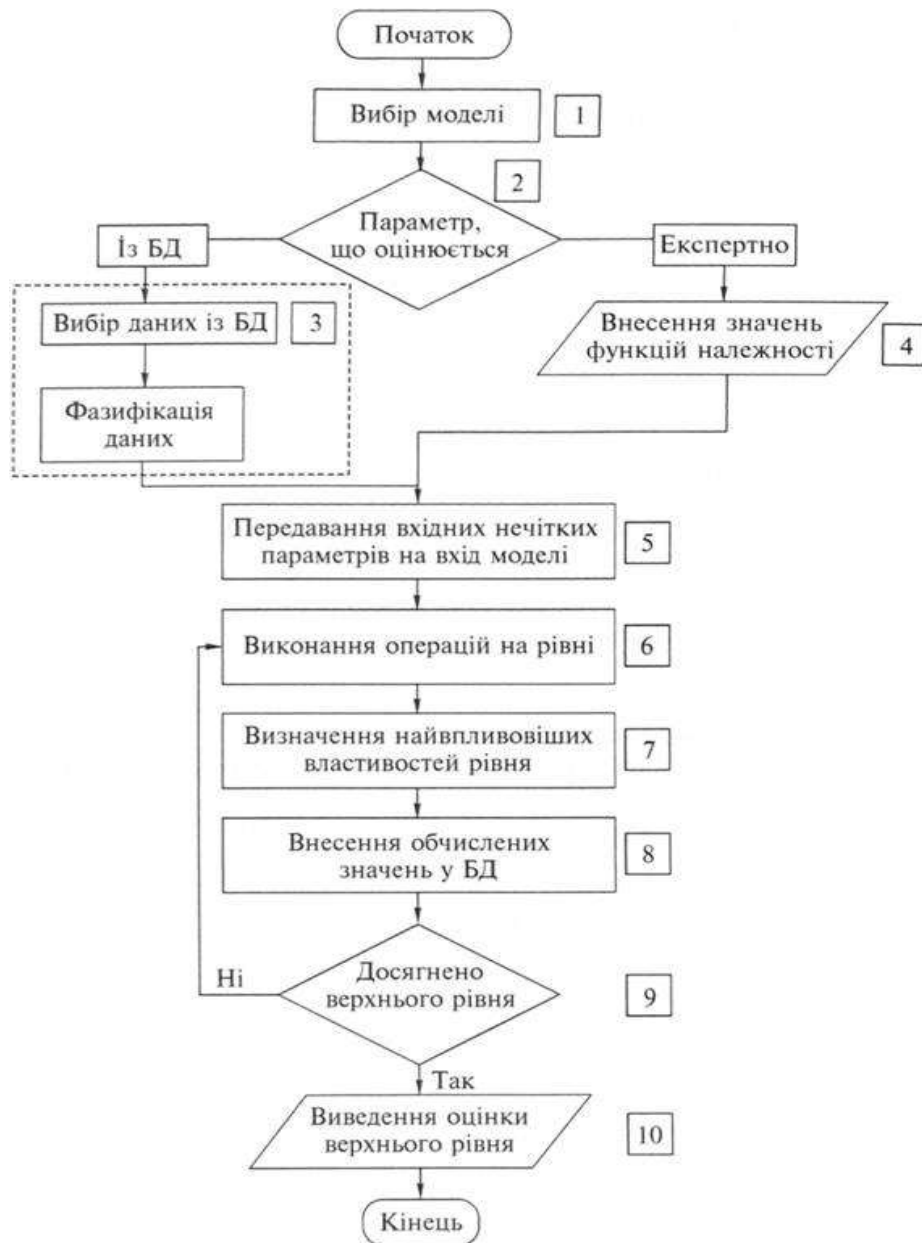 Початок
Вибір моделі
1
2
Параметр,
що оцінюється
Із БД
Експертно
Вибір даних із БД
3
Внесення значень
функцій належності
4
Фазифікація
даних
Передавання вхідних нечітких
параметрів на вхід моделі
5
Виконання операцій на рівні
6
Визначення найвпливовіших
властивостей рівня
7
Внесення обчислених
значень у БД
8
Досягнено
верхнього рівня
9
Ні
Так
Виведення оцінки
верхнього рівня
10
Кінець